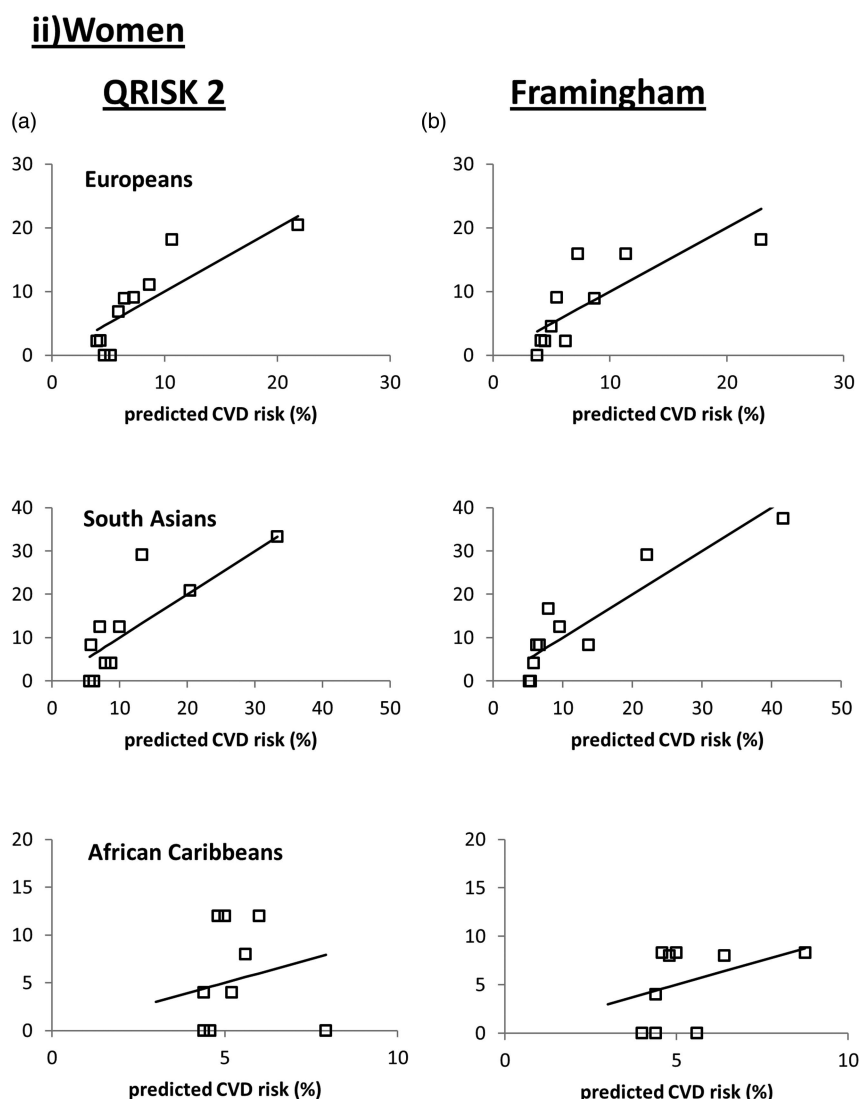 ii)Women
QRISK 2
Framingham
(a)
(b)
30
20
10
0
Europeans
0 10 20 30
predicted CVD risk (%)
30
20
10
0
0 10 20 30
predicted CVD risk (%)
40
30
20
10
0
South Asians
0 10 20 30 40 50
predicted CVD risk (%)
40
30
20
10
0
0 10 20 30 40 50
predicted CVD risk (%)
20
15
10
5
0
African Caribbeans
0 5 10
predicted CVD risk (%)
20
15
10
5
0
0 5 10
predicted CVD risk (%)